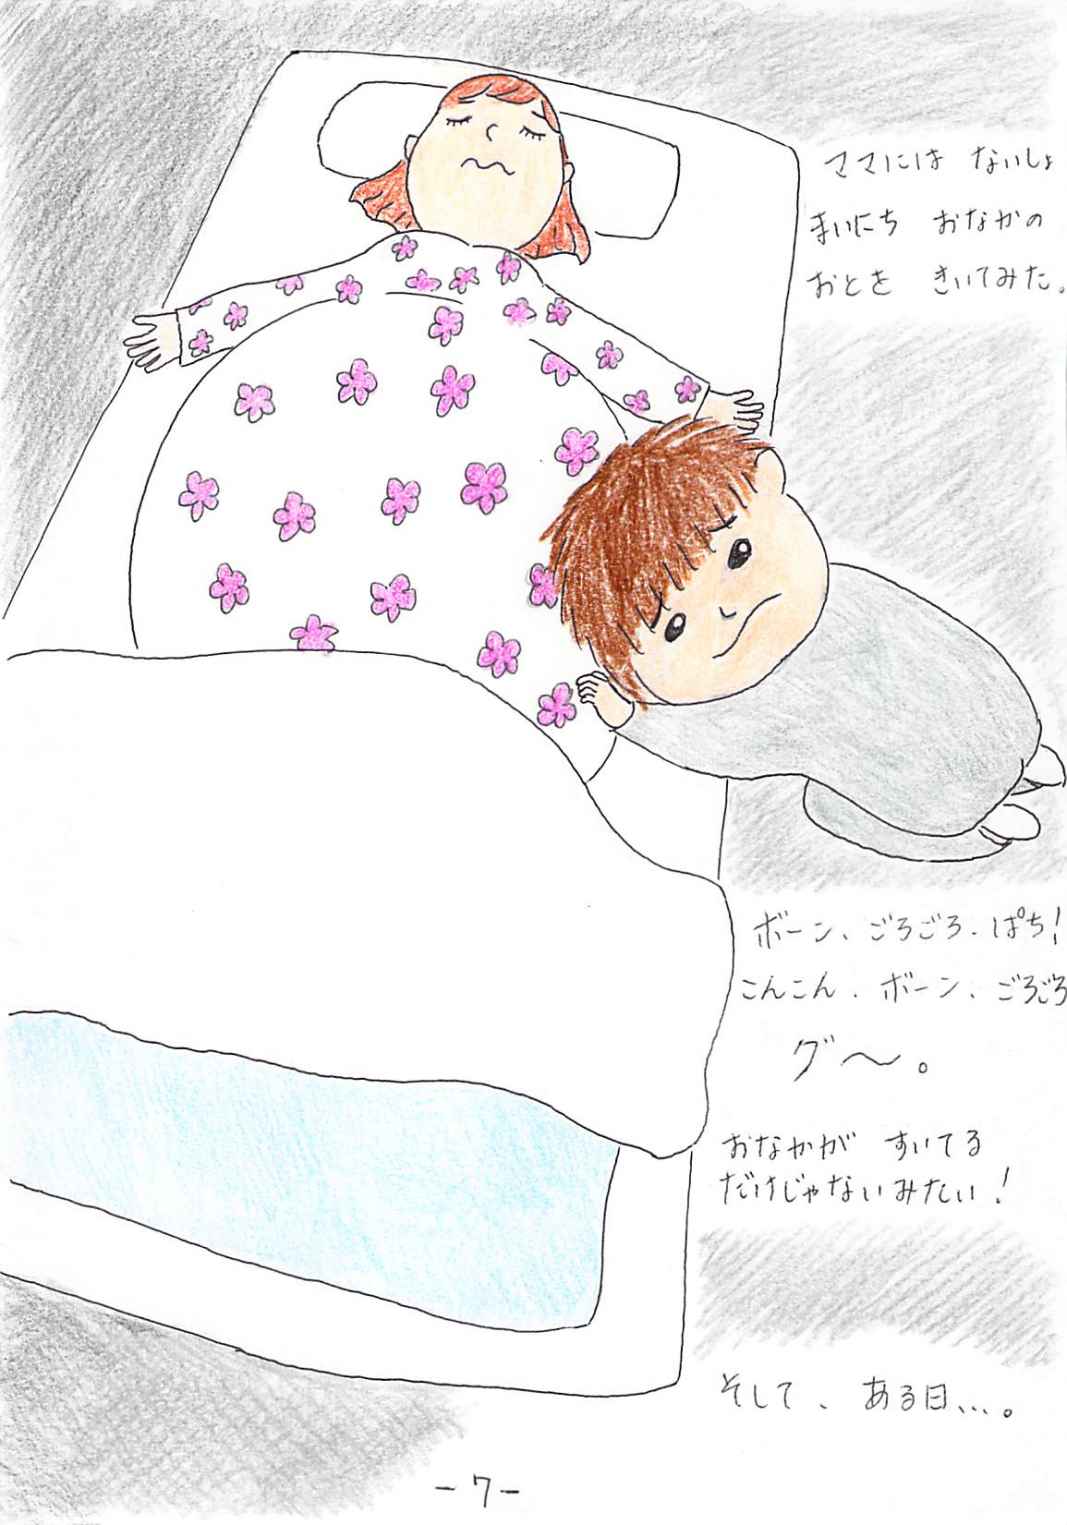 ママには ないしょ
まいにち おなかの
おとを きいてみた。
ボーン、ごろごろ、ぱち!
こんこん、ボーン、ごろごろ
グ〜。
おなかが すいてる
だけじゃないみたい!
そして、ある日…。
-7-